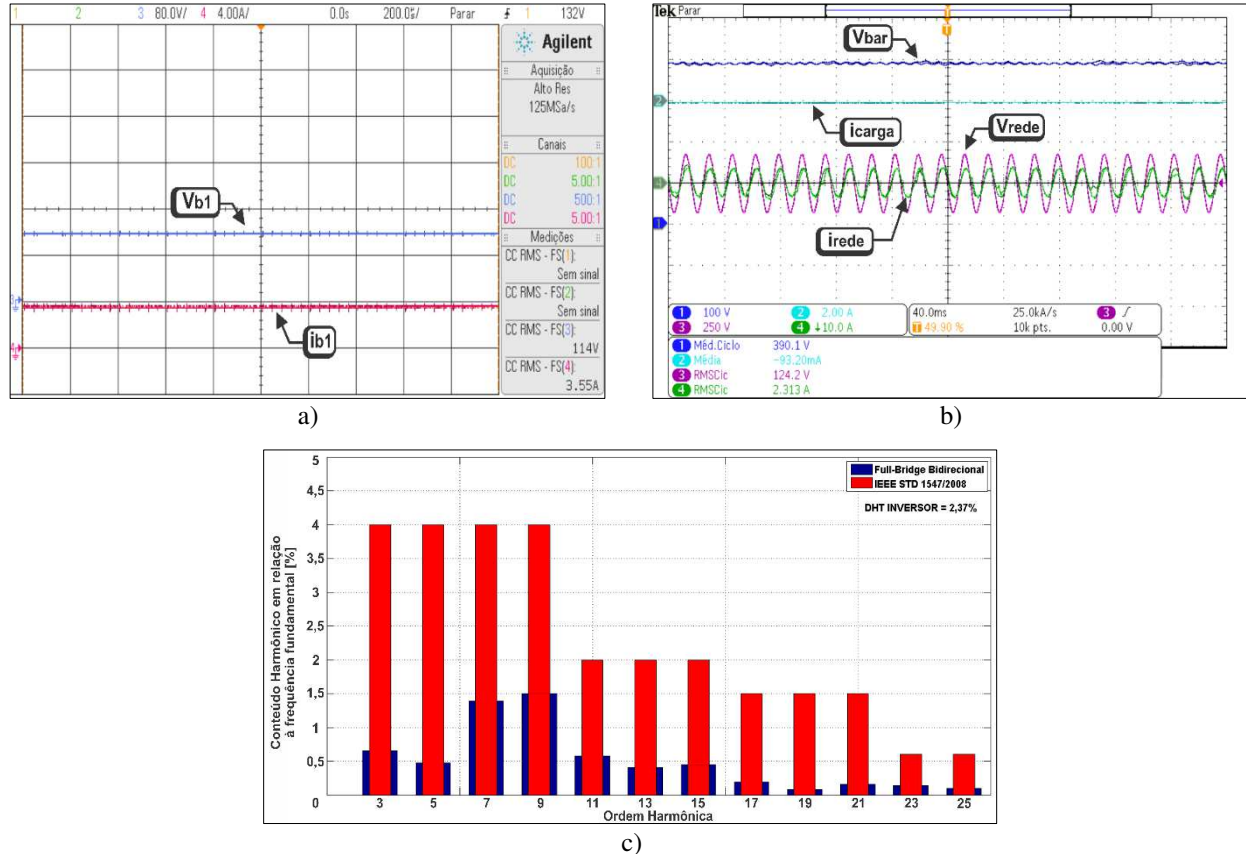 1 2 3 80.0V/ 4 4.00A/ 0.0s 200.0ms/ Parar 1 132V
Agilent
Aquisição
Alto Res
125MSa/s
Canais
DC 100:1
DC 5.00:1
DC 500:1
DC 5.00:1
Medições
CC RMS - FS(1):
Sem sinal
CC RMS - FS(2):
Sem sinal
CC RMS - FS(3):
114V
CC RMS - FS(4):
3.55A
Vb1
ib1
a)
Tek Parar
Vbar
icarga
Vrede
irede
1 100 V 2 2.00 A 40.0ms 25.0kA/s 3
3 250 V 4 10.0 A 49.90 % 10k pts. 0.00 V
1 Méd.Ciclo 390.1 V
2 Média -93.20mA
3 RMSCic 124.2 V
4 RMSCic 2.313 A
b)
Full-Bridge Bidirecional
IEEE STD 1547/2008
DHT INVERSOR = 2,37%
Conteúdo Harmônico em relação
à frequência fundamental [%]
5
4,5
4
3,5
3
2,5
2
1,5
1
0,5
0
3 5 7 9 11 13 15 17 19 21 23 25
Ordem Harmônica
c)